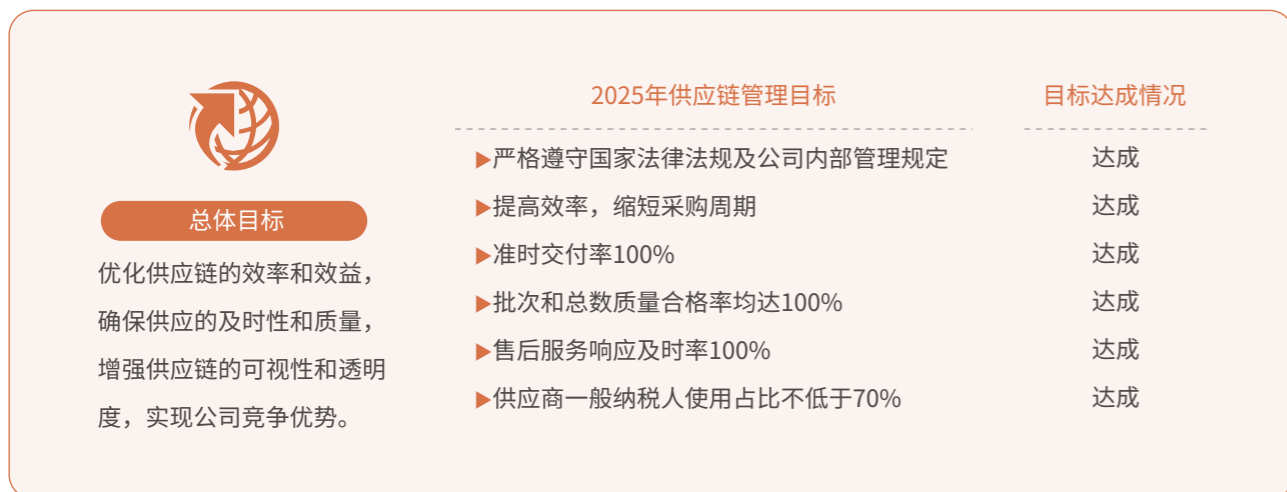 总体目标
优化供应链的效率和效益，
确保供应的及时性和质量，
增强供应链的可视性和透明
度，实现公司竞争优势。
2025年供应链管理目标 目标达成情况
▶严格遵守国家法律法规及公司内部管理规定 达成
▶提高效率，缩短采购周期 达成
▶准时交付率100% 达成
▶批次和总数质量合格率均达100% 达成
▶售后服务响应及时率100% 达成
▶供应商一般纳税人使用占比不低于70% 达成